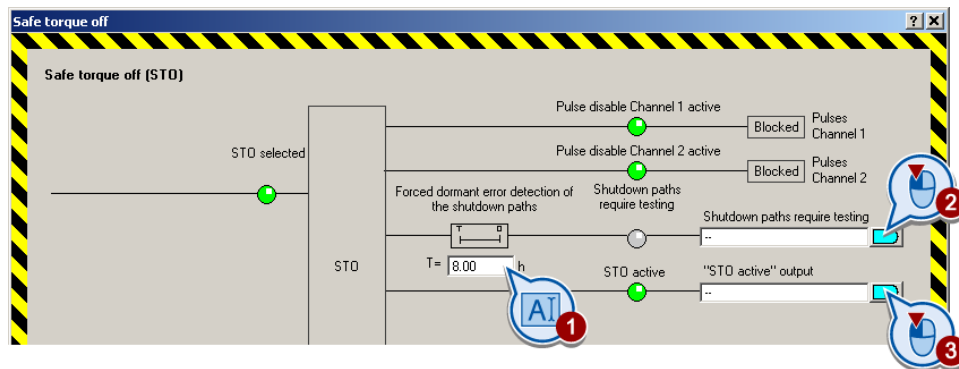 Safe torque off
Safe torque off (STO)
Pulse disable Channel 1 active
Blocked
Pulses
Channel 1
STO selected
Pulse disable Channel 2 active
Blocked
Pulses
Channel 2
Forced dormant error detection of
the shutdown paths
Shutdown paths
require testing
Shutdown paths require testing
T
0
--
2
STO
T= 8.00 h
STO active
"STO active" output
--
AI
1
3